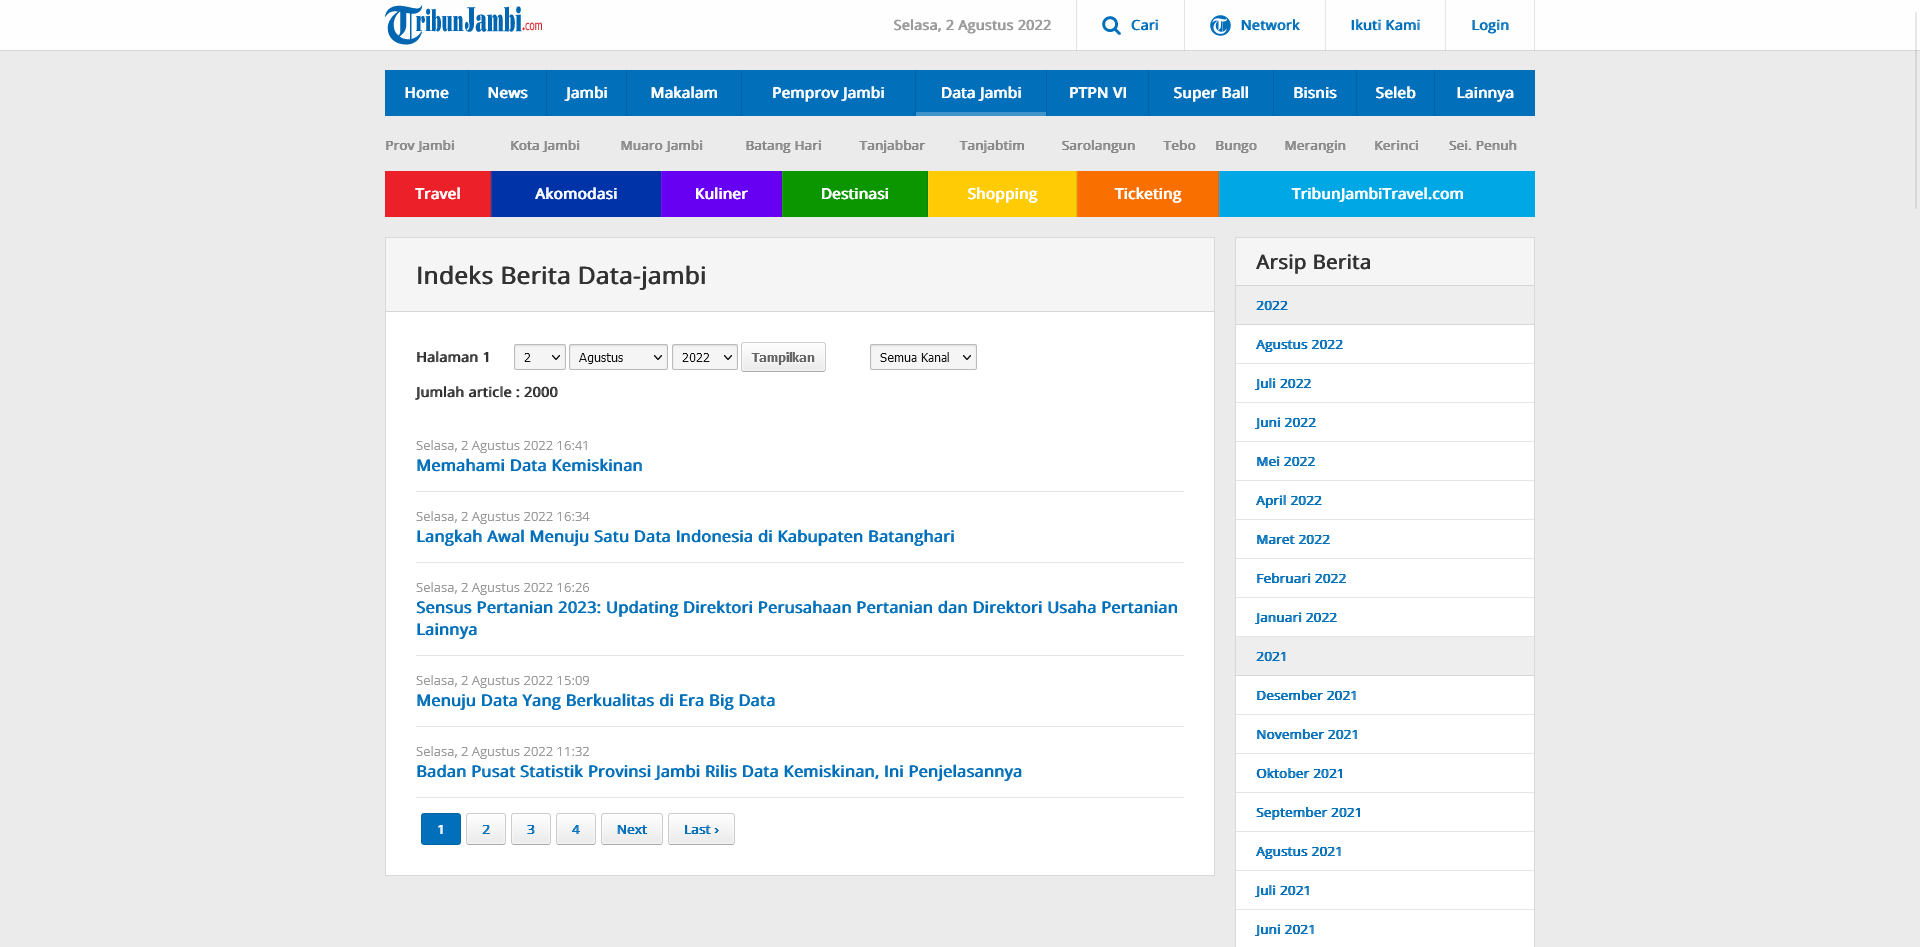 TribunJambi.com
Selasa, 2 Agustus 2022
Cari
Network
Ikuti Kami
Login
Home
News
Jambi
Makalam
Pemprov Jambi
Data Jambi
PTPN VI
Super Ball
Bisnis
Seleb
Lainnya
Prov Jambi
Kota Jambi
Muaro Jambi
Batang Hari
Tanjabbar
Tanjabtim
Sarolangun
Tebo
Bungo
Merangin
Kerinci
Sei. Penuh
Travel
Akomodasi
Kuliner
Destinasi
Shopping
Ticketing
TribunJambiTravel.com
Indeks Berita Data-jambi
Halaman 1
2
Agustus
2022
Tampilkan
Semua Kanal
Jumlah article : 2000
Selasa, 2 Agustus 2022 16:41
Memahami Data Kemiskinan
Selasa, 2 Agustus 2022 16:34
Langkah Awal Menuju Satu Data Indonesia di Kabupaten Batanghari
Selasa, 2 Agustus 2022 16:26
Sensus Pertanian 2023: Updating Direktori Perusahaan Pertanian dan Direktori Usaha Pertanian
Lainnya
Selasa, 2 Agustus 2022 15:09
Menuju Data Yang Berkualitas di Era Big Data
Selasa, 2 Agustus 2022 11:32
Badan Pusat Statistik Provinsi Jambi Rilis Data Kemiskinan, Ini Penjelasannya
1
2
3
4
Next
Last ›
Arsip Berita
2022
Agustus 2022
Juli 2022
Juni 2022
Mei 2022
April 2022
Maret 2022
Februari 2022
Januari 2022
2021
Desember 2021
November 2021
Oktober 2021
September 2021
Agustus 2021
Juli 2021
Juni 2021